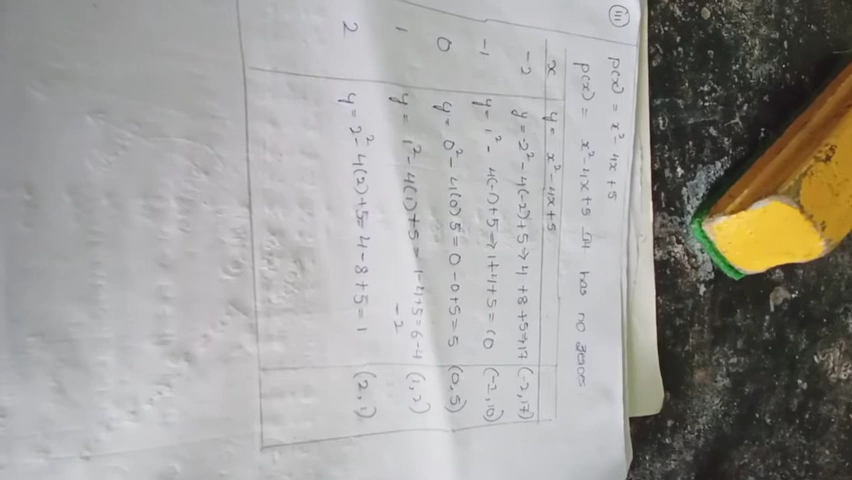 (iii)
p(x) = x² - 4x + 5
p(x) = x² - 4x + 5 has no zeroes
x y = x² - 4x + 5
-2 y = 2² - 4(-2) + 5 → 4 + 8 + 5 → 17 (-2, 17)
-1 y = 1² - 4(-1) + 5 → 1 + 4 + 5 = 10 (-2, 10)
0 y = 0² - 4(0) 5 = 0 - 0 + 5 = 5 (0, 5)
1 y = 1² - 4(1) + 5 = 1 - 4 + 5 = 6 - 4 (1, 2)
- 2
2 y = 2² - 4(2) + 5 = 4 - 8 + 5 = 1 (2, 1)